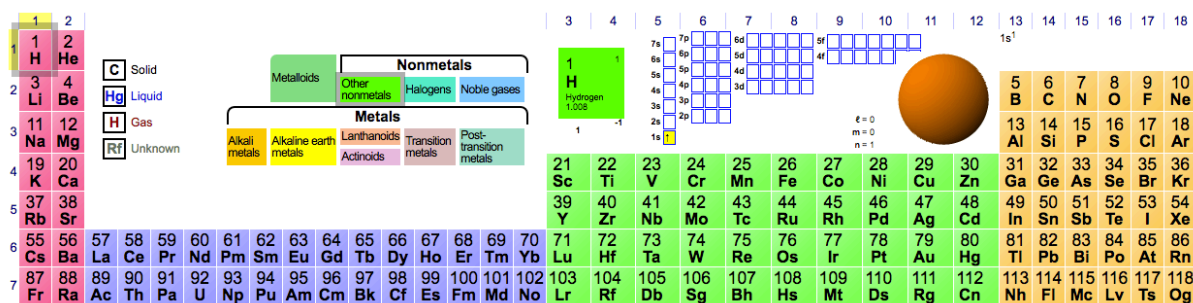 1 2 3 4 5 6 7 8 9 10 11 12 13 14 15 16 17 18
1
1 2
H He
C Solid
Hg Liquid
H Gas
Rf Unknown
Metalloids
Nonmetals
Other nonmetals
Halogens
Noble gases
Metals
Alkali metals
Alkaline earth metals
Lanthanoids
Actinoids
Transition metals
Post-transition metals
1 1
H
Hydrogen
1.008
1 -1
7s
6s
5s
4s
3s
2s
1s ↑
7p
6p
5p
4p
3p
2p
6d
5d
4d
3d
5f
4f
ℓ = 0
m = 0
n = 1
1s¹
2
3 4 5 6 7 8 9 10
Li Be B C N O F Ne
3
11 12 13 14 15 16 17 18
Na Mg Al Si P S Cl Ar
4
19 20 21 22 23 24 25 26 27 28 29 30 31 32 33 34 35 36
K Ca Sc Ti V Cr Mn Fe Co Ni Cu Zn Ga Ge As Se Br Kr
5
37 38 39 40 41 42 43 44 45 46 47 48 49 50 51 52 53 54
Rb Sr Y Zr Nb Mo Tc Ru Rh Pd Ag Cd In Sn Sb Te I Xe
6
55 56 57 58 59 60 61 62 63 64 65 66 67 68 69 70 71 72 73 74 75 76 77 78 79 80 81 82 83 84 85 86
Cs Ba La Ce Pr Nd Pm Sm Eu Gd Tb Dy Ho Er Tm Yb Lu Hf Ta W Re Os Ir Pt Au Hg Tl Pb Bi Po At Rn
7
87 88 89 90 91 92 93 94 95 96 97 98 99 100 101 102 103 104 105 106 107 108 109 110 111 112 113 114 115 116 117 118
Fr Ra Ac Th Pa U Np Pu Am Cm Bk Cf Es Fm Md No Lr Rf Db Sg Bh Hs Mt Ds Rg Cn Nh Fl Mc Lv Ts Og